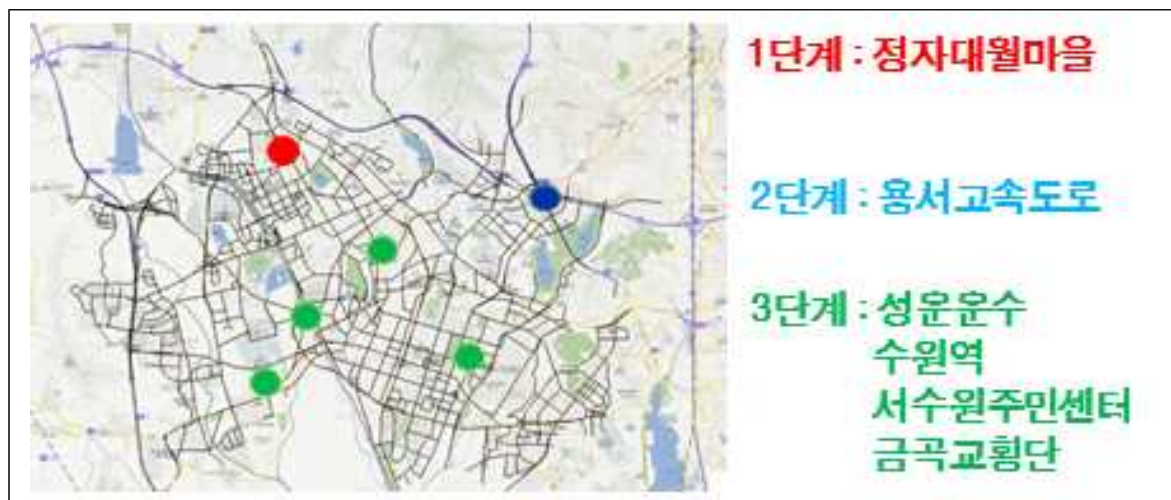 1단계 : 정자대월마을
2단계 : 용서고속도로
3단계 : 성운운수
수원역
서수원주민센터
금곡교횡단